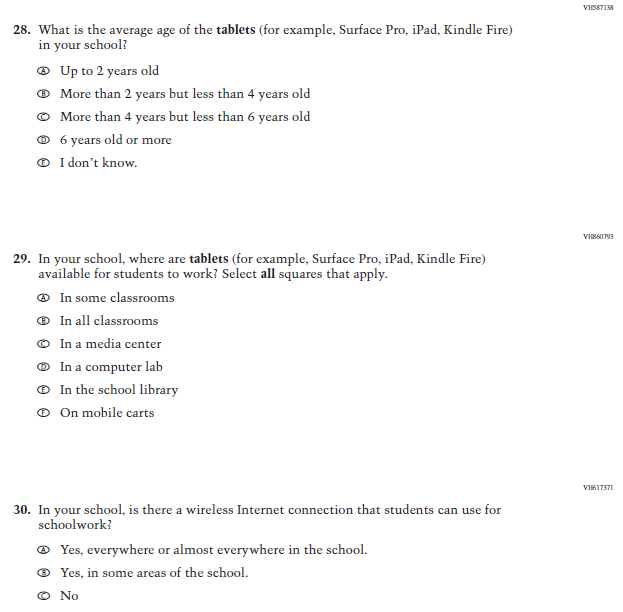 VH587138
28. What is the average age of the tablets (for example, Surface Pro, iPad, Kindle Fire)
in your school?
A Up to 2 years old
B More than 2 years but less than 4 years old
C More than 4 years but less than 6 years old
D 6 years old or more
E I don't know.
VH860793
29. In your school, where are tablets (for example, Surface Pro, iPad, Kindle Fire)
available for students to work? Select all squares that apply.
A In some classrooms
B In all classrooms
C In a media center
D In a computer lab
E In the school library
F On mobile carts
VH617371
30. In your school, is there a wireless Internet connection that students can use for
schoolwork?
A Yes, everywhere or almost everywhere in the school.
B Yes, in some areas of the school.
C No